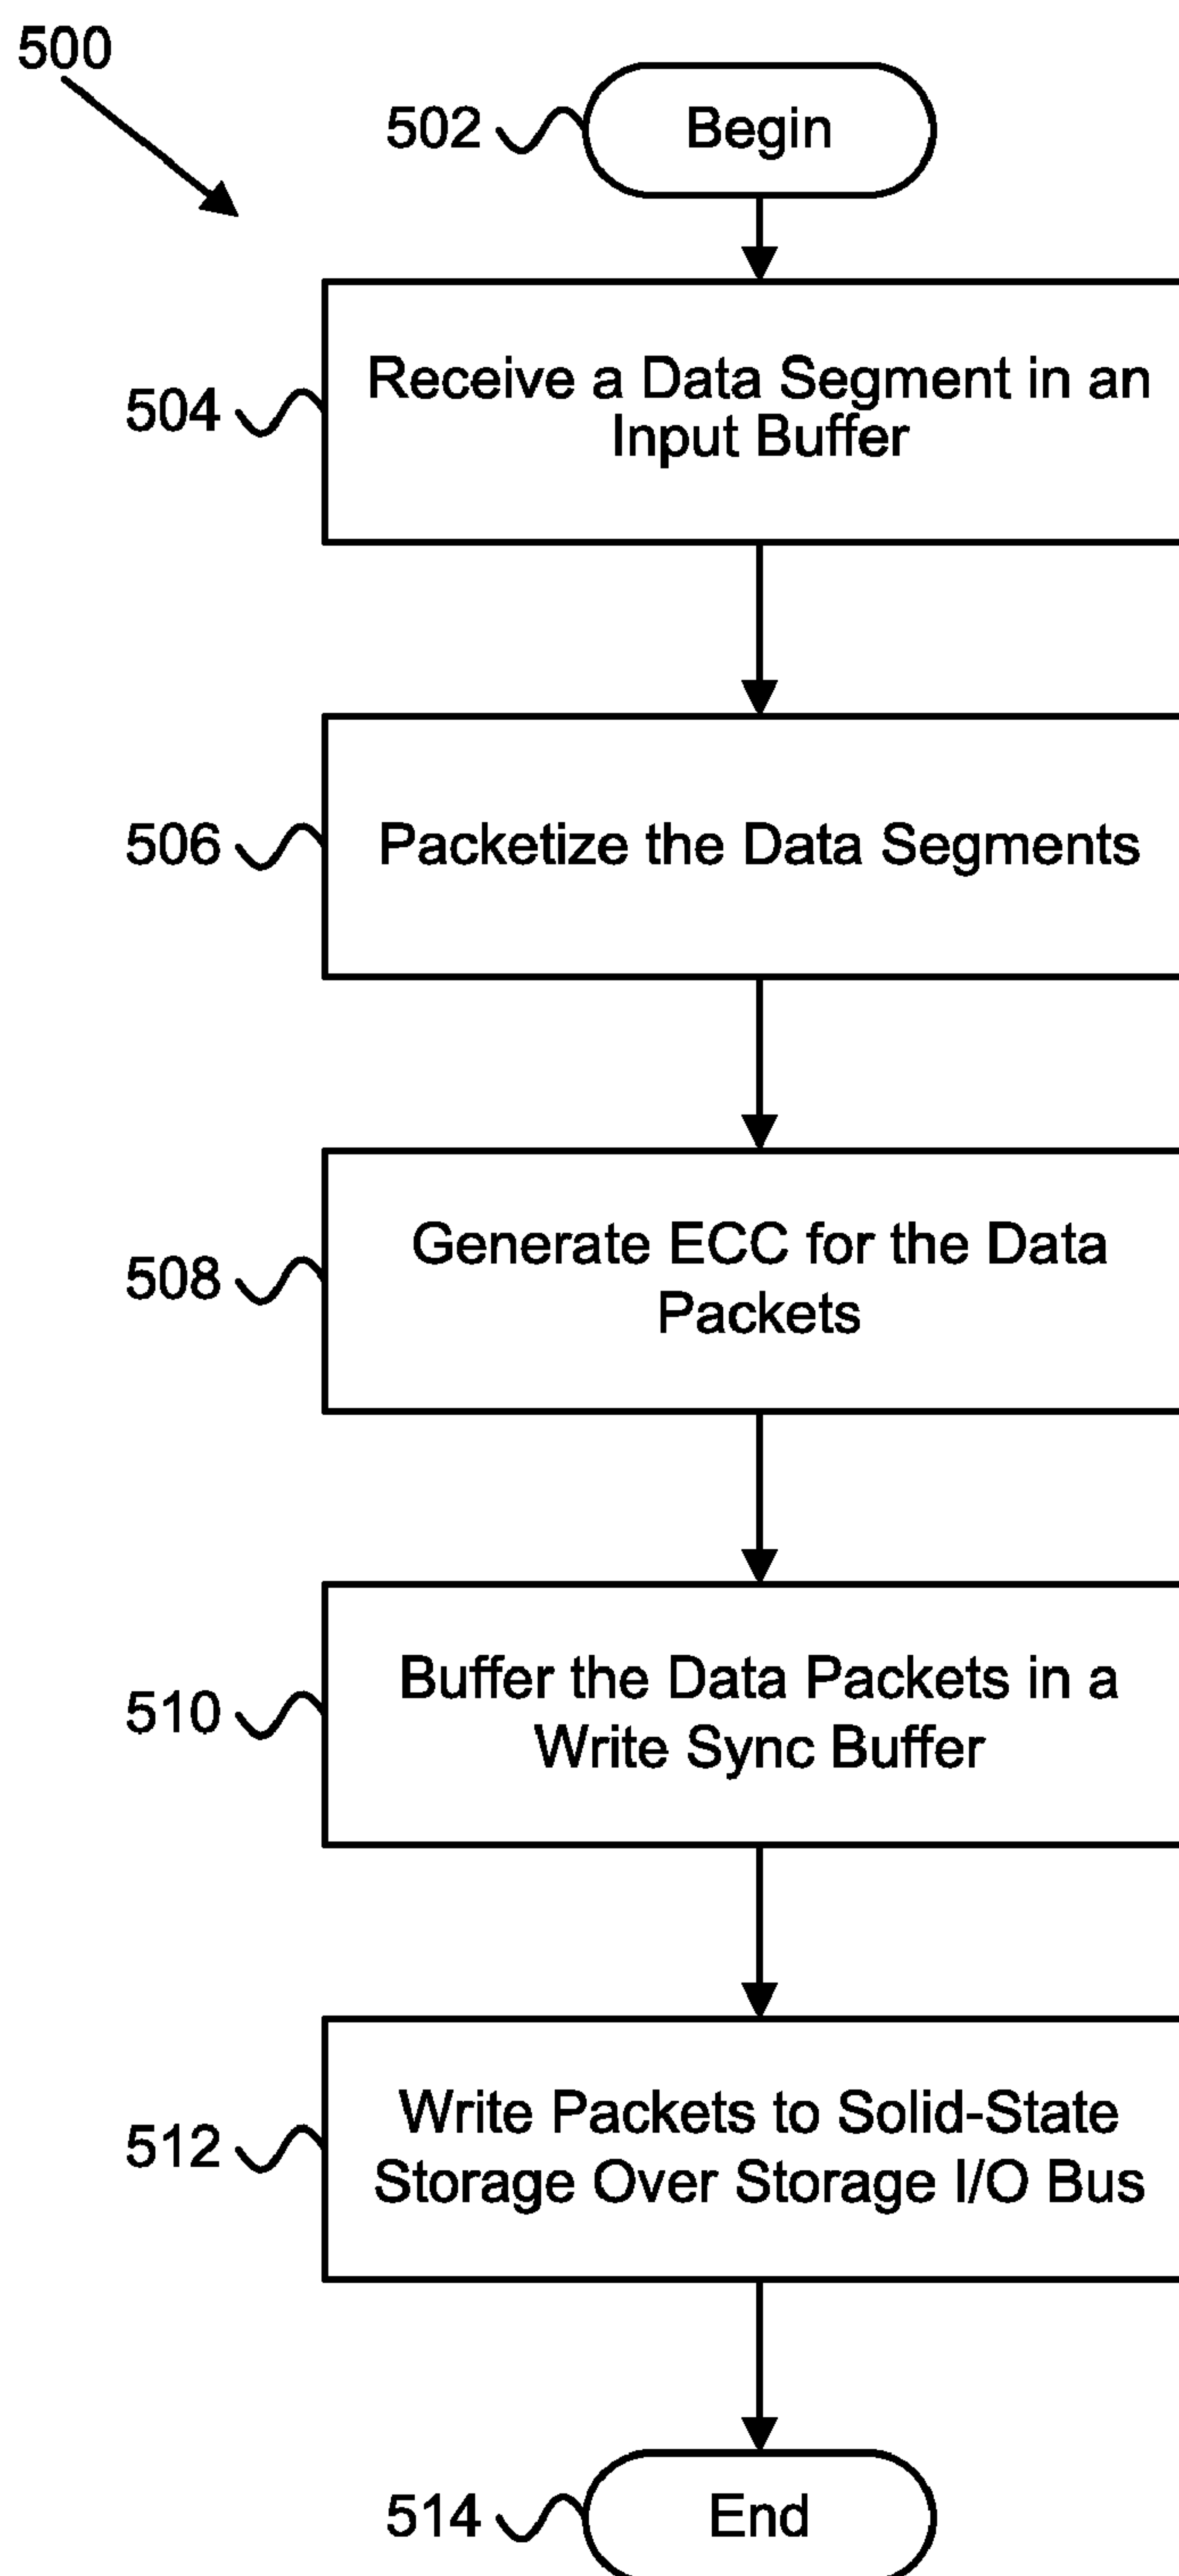 500
502
Begin
504
Receive a Data Segment in an
Input Buffer
506
Packetize the Data Segments
508
Generate ECC for the Data
Packets
510
Buffer the Data Packets in a
Write Sync Buffer
512
Write Packets to Solid-State
Storage Over Storage I/O Bus
514
End